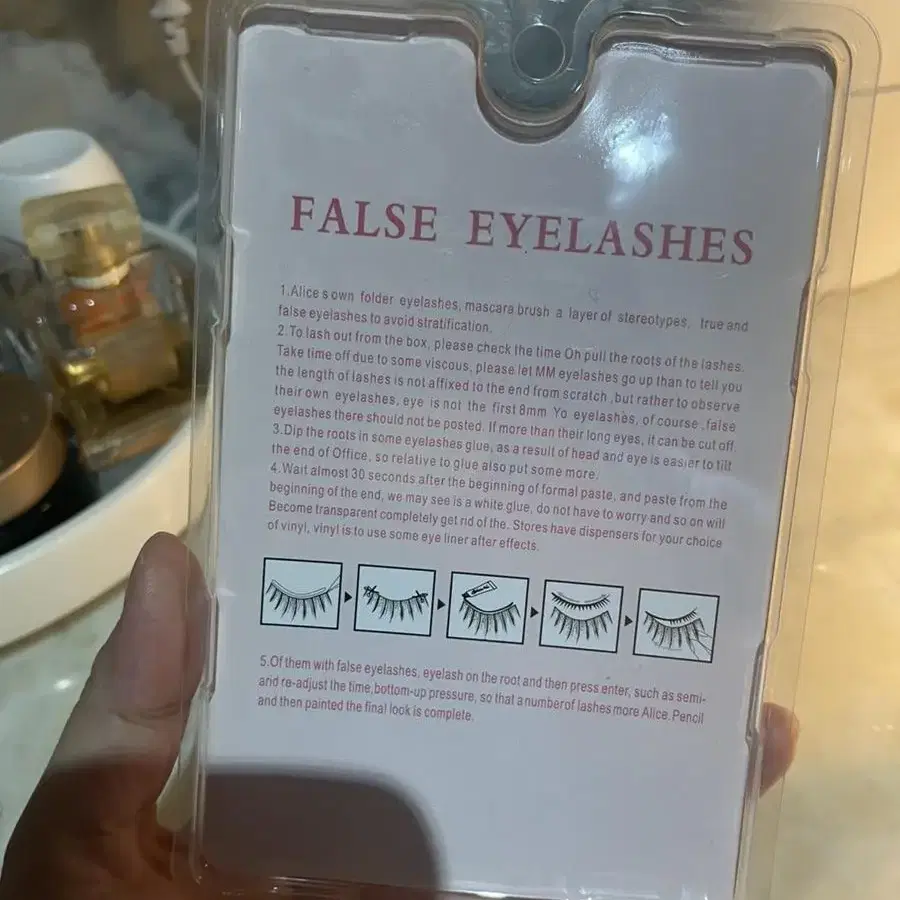 FALSE EYELASHES
1.Alice s own folder eyelashes, mascara brush a layer of stereotypes, true and
false eyelashes to avoid stratification.
2.To lash out from the box, please check the time Oh pull the roots of the lashes.
Take time off due to some viscous, please let MM eyelashes go up than to tell you
the length of lashes is not affixed to the end from scratch ,but rather to observe
their own eyelashes, eye is not the first 8mm Yo eyelashes, of course ,false
eyelashes there should not be posted. If more than their long eyes, it can be cut off.
3.Dip the roots in some eyelashes glue, as a result of head and eye is easier to tilt
the end of Office, so relative to glue also put some more.
4.Wait almost 30 seconds after the beginning of formal paste, and paste from the
beginning of the end, we may see is a white glue, do not have to worry and so on will
Become transparent completely get rid of the. Stores have dispensers for your choice
of vinyl, vinyl is to use some eye liner after effects.
5.Of them with false eyelashes, eyelash on the root and then press enter, such as semi-
and re-adjust the time,bottom-up pressure, so that a number of lashes more Alice. Pencil
and then painted the final look is complete.